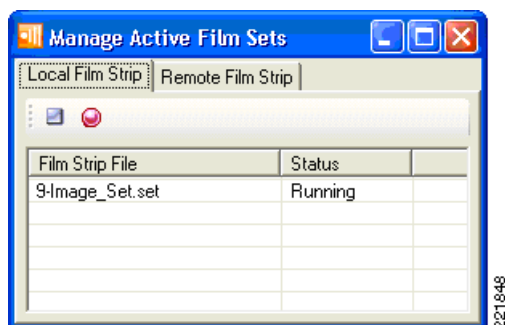 Manage Active Film Sets
Local Film Strip Remote Film Strip
Film Strip File Status
9-Image_Set.set Running
221848